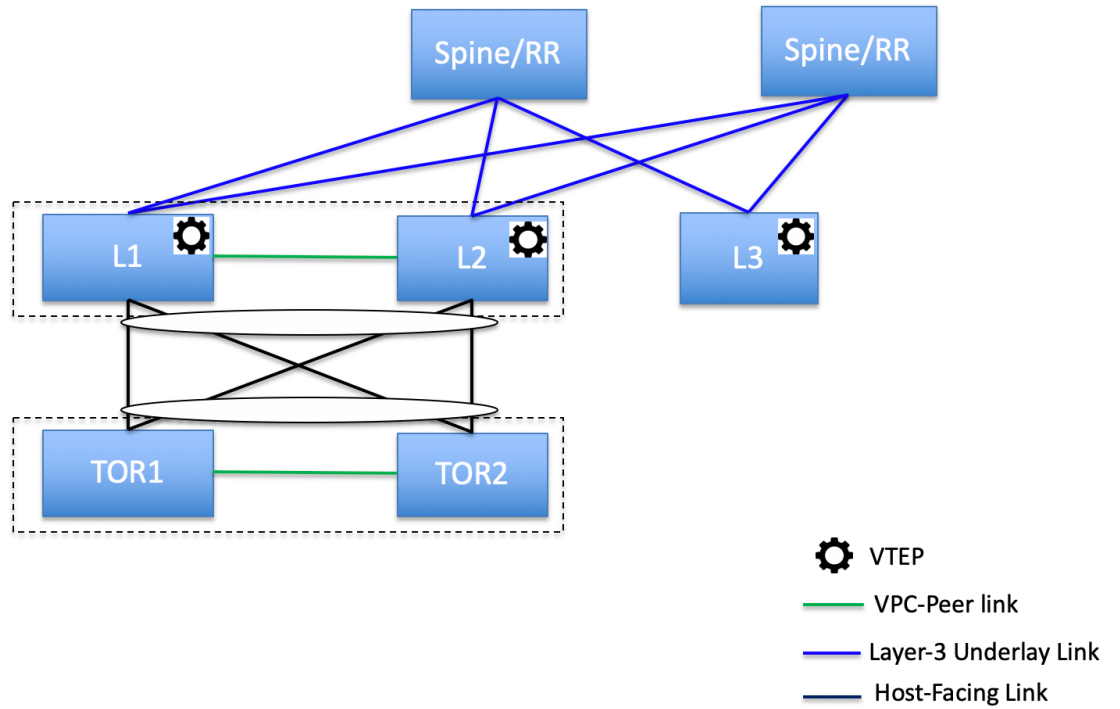 Spine/RR
Spine/RR
L1
L2
L3
TOR1
TOR2
VTEP
VPC-Peer link
Layer-3 Underlay Link
Host-Facing Link